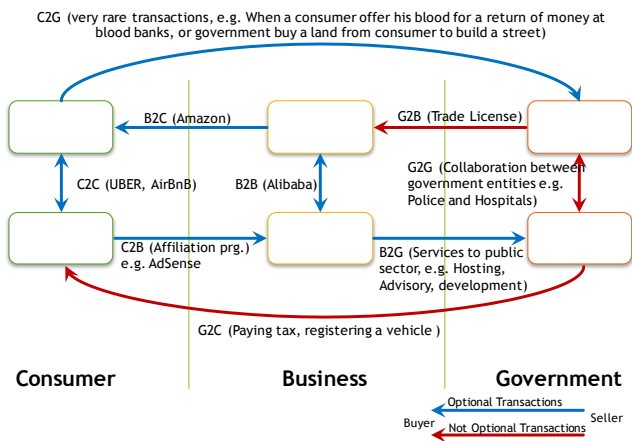 C2G (very rare transactions, e.g. When a consumer offer his blood for a return of money at
blood banks, or government buy a land from consumer to build a street)
B2C (Amazon)
G2B (Trade License)
C2C (UBER, AirBnB)
B2B (Alibaba)
G2G (Collaboration between
government entities e.g.
Police and Hospitals)
C2B (Affiliation prg.)
e.g. AdSense
B2G (Services to public
sector, e.g. Hosting,
Advisory, development)
G2C (Paying tax, registering a vehicle )
Consumer
Business
Government
Optional Transactions
Buyer
Seller
Not Optional Transactions